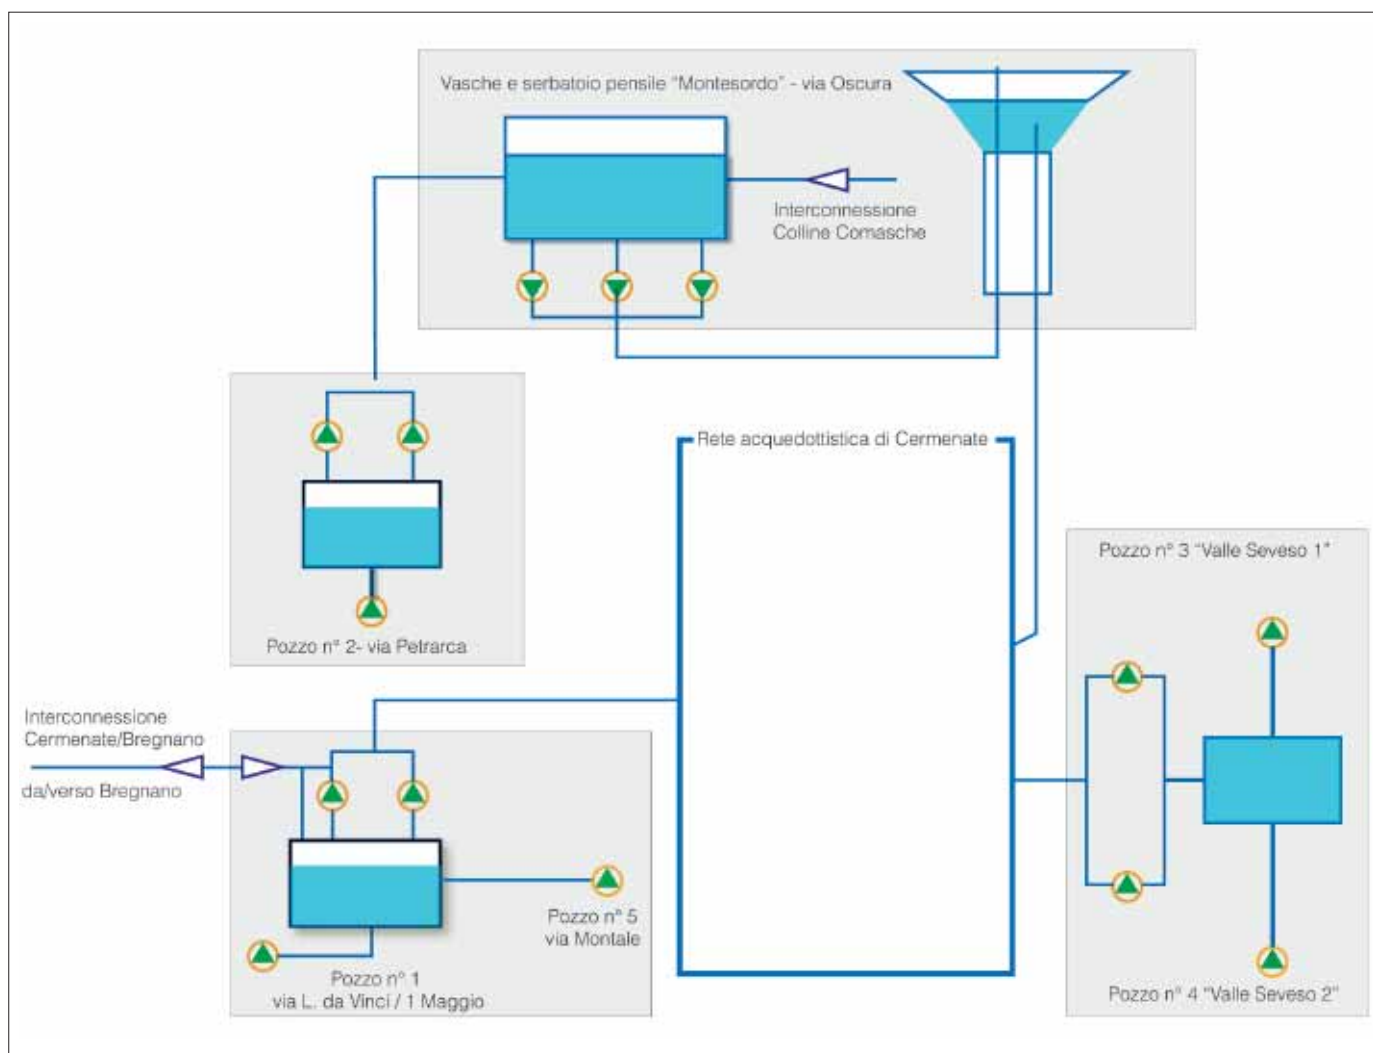 Vasche e serbatoio pensile "Montesordo" - via Oscura
Interconnessione
Colline Comasche
Rete acquedottistica di Cermenate
Pozzo n° 3 "Valle Seveso 1"
Pozzo n° 2- via Petrarca
Interconnessione
Cermenate/Bregnano
da/verso Bregnano
Pozzo n° 5
via Montale
Pozzo n° 1
via L. da Vinci / 1 Maggio
Pozzo n° 4 "Valle Seveso 2"